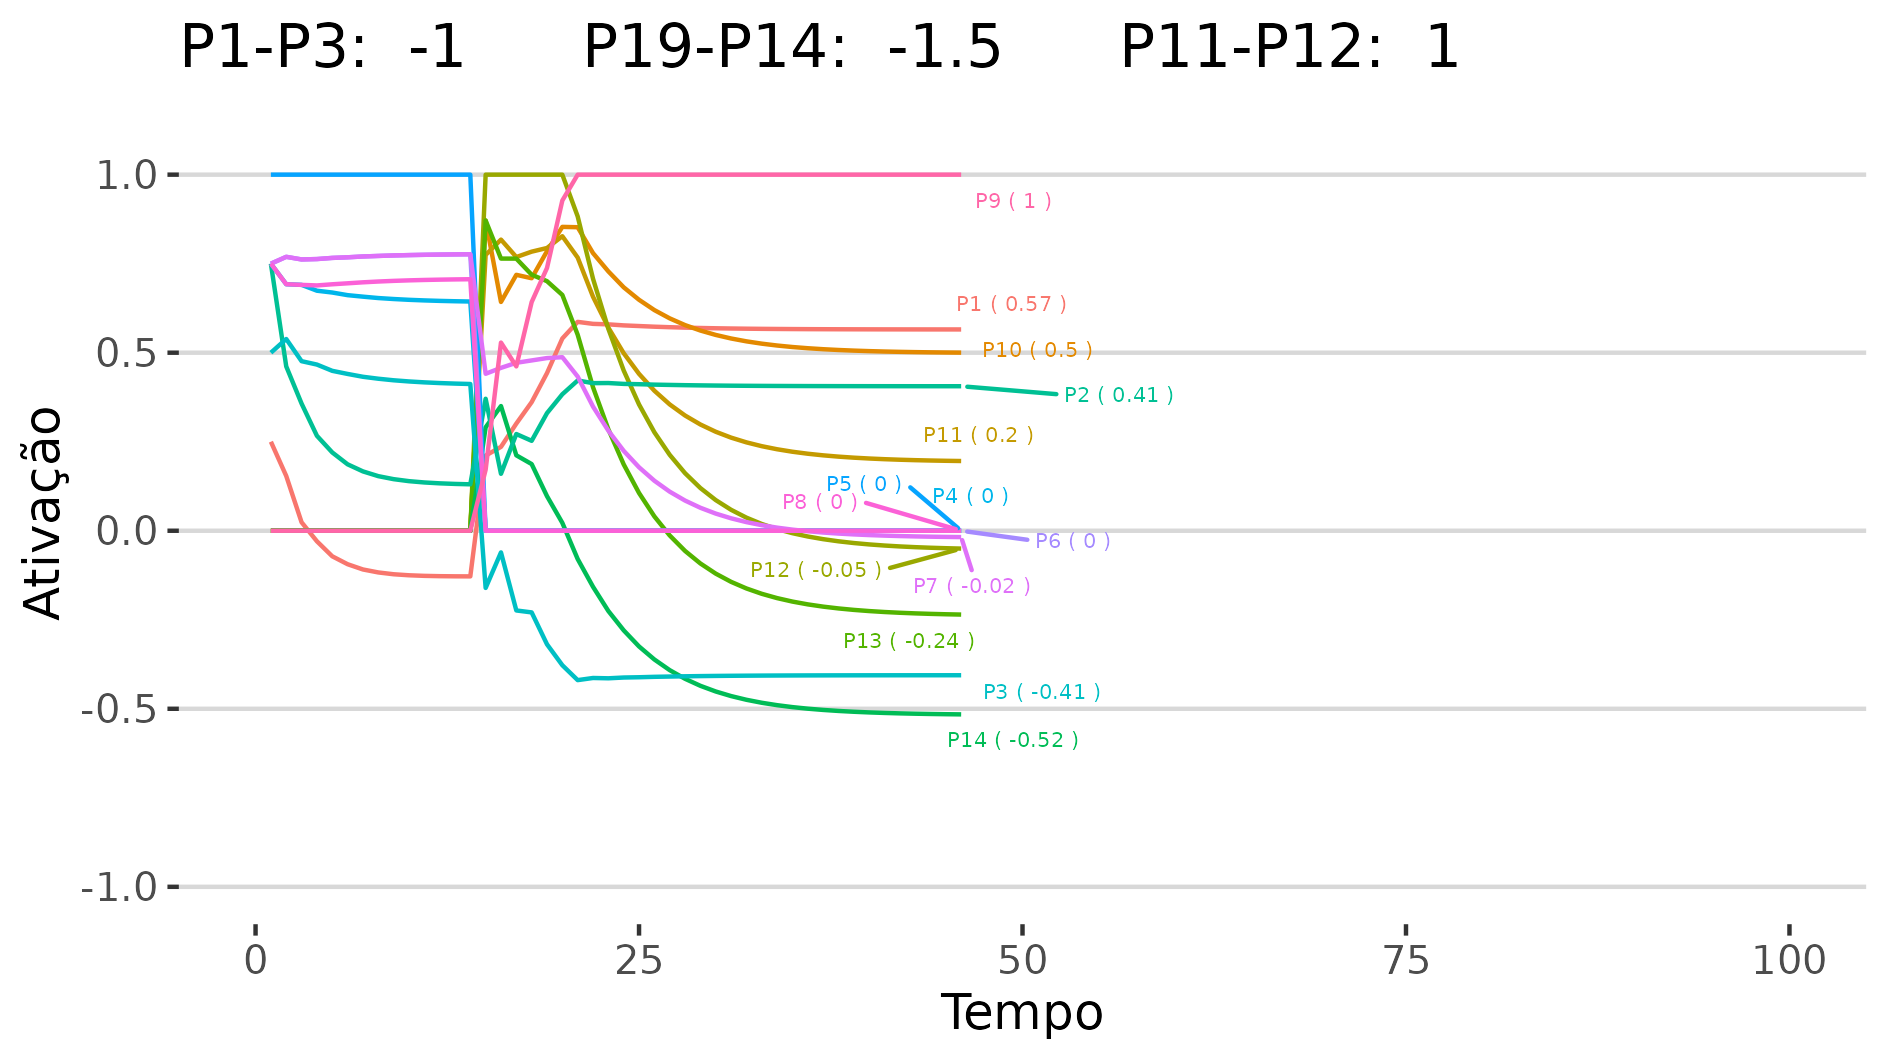 P1-P3:  -1  P19-P14:  -1.5  P11-P12:  1
1.0
P9 ( 1 )
P1 ( 0.57 )
0.5
P10 ( 0.5 )
P2 ( 0.41 )
P11 ( 0.2 )
P5 ( 0 )
P4 ( 0 )
P8 ( 0 )
0.0
P6 ( 0 )
P12 ( -0.05 )
P7 ( -0.02 )
P13 ( -0.24 )
P3 ( -0.41 )
-0.5
P14 ( -0.52 )
-1.0
Ativação
0 25 50 75 100
Tempo